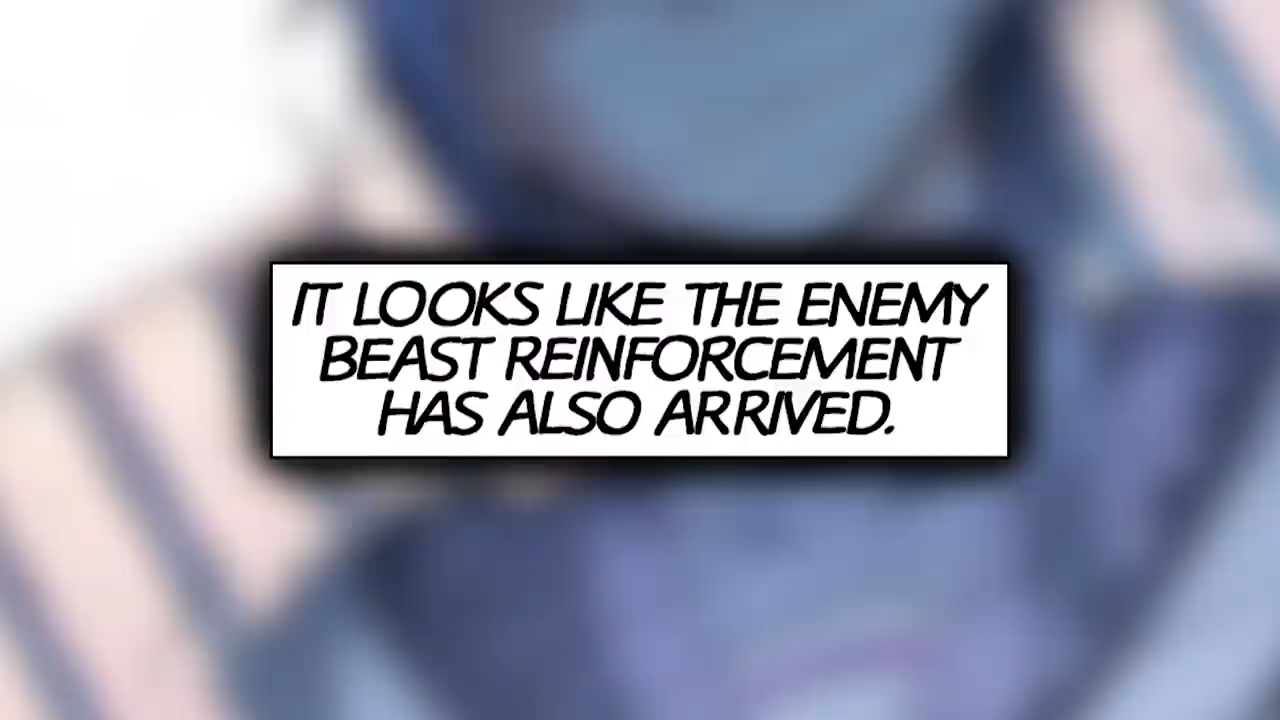 IT LOOKS LIKE THE ENEMY
BEAST REINFORCEMENT
HAS ALSO ARRIVED.